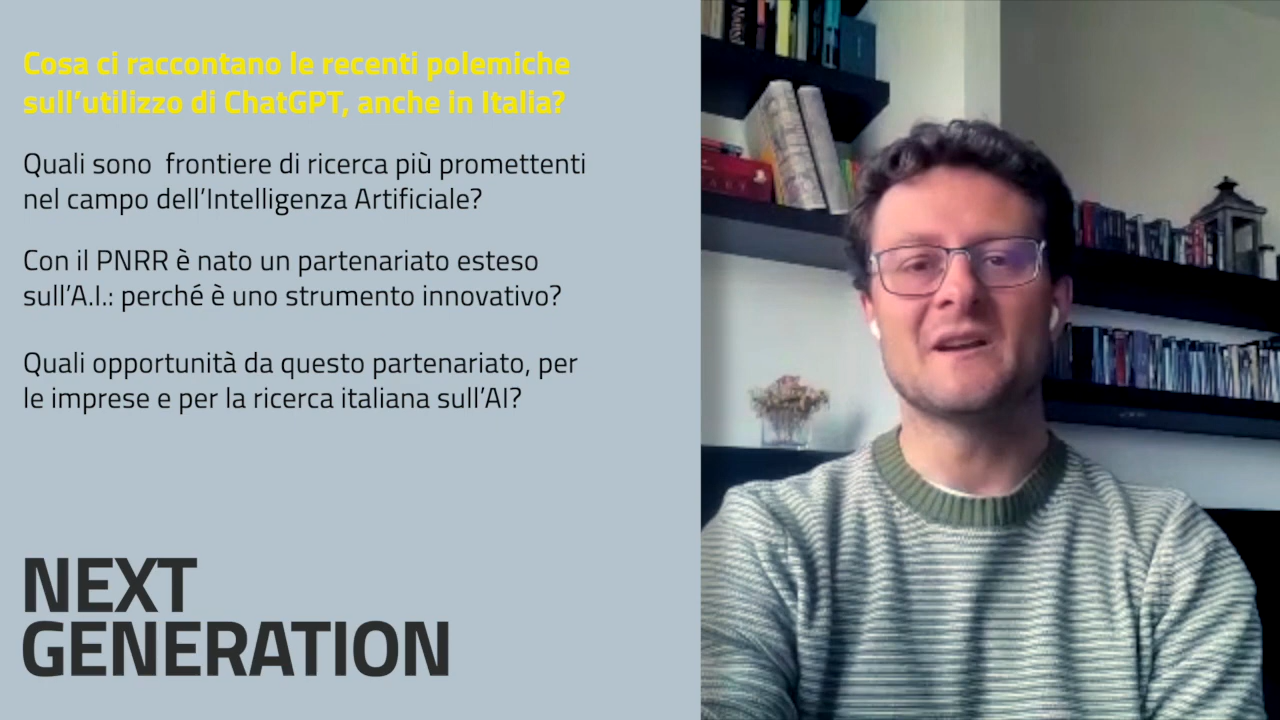 Cosa ci raccontano le recenti polemiche
sull'utilizzo di ChatGPT, anche in Italia?
Quali sono  frontiere di ricerca più promettenti
nel campo dell'Intelligenza Artificiale?
Con il PNRR è nato un partenariato esteso
sull'A.I.: perché è uno strumento innovativo?
Quali opportunità da questo partenariato, per
le imprese e per la ricerca italiana sull'AI?
NEXT
GENERATION